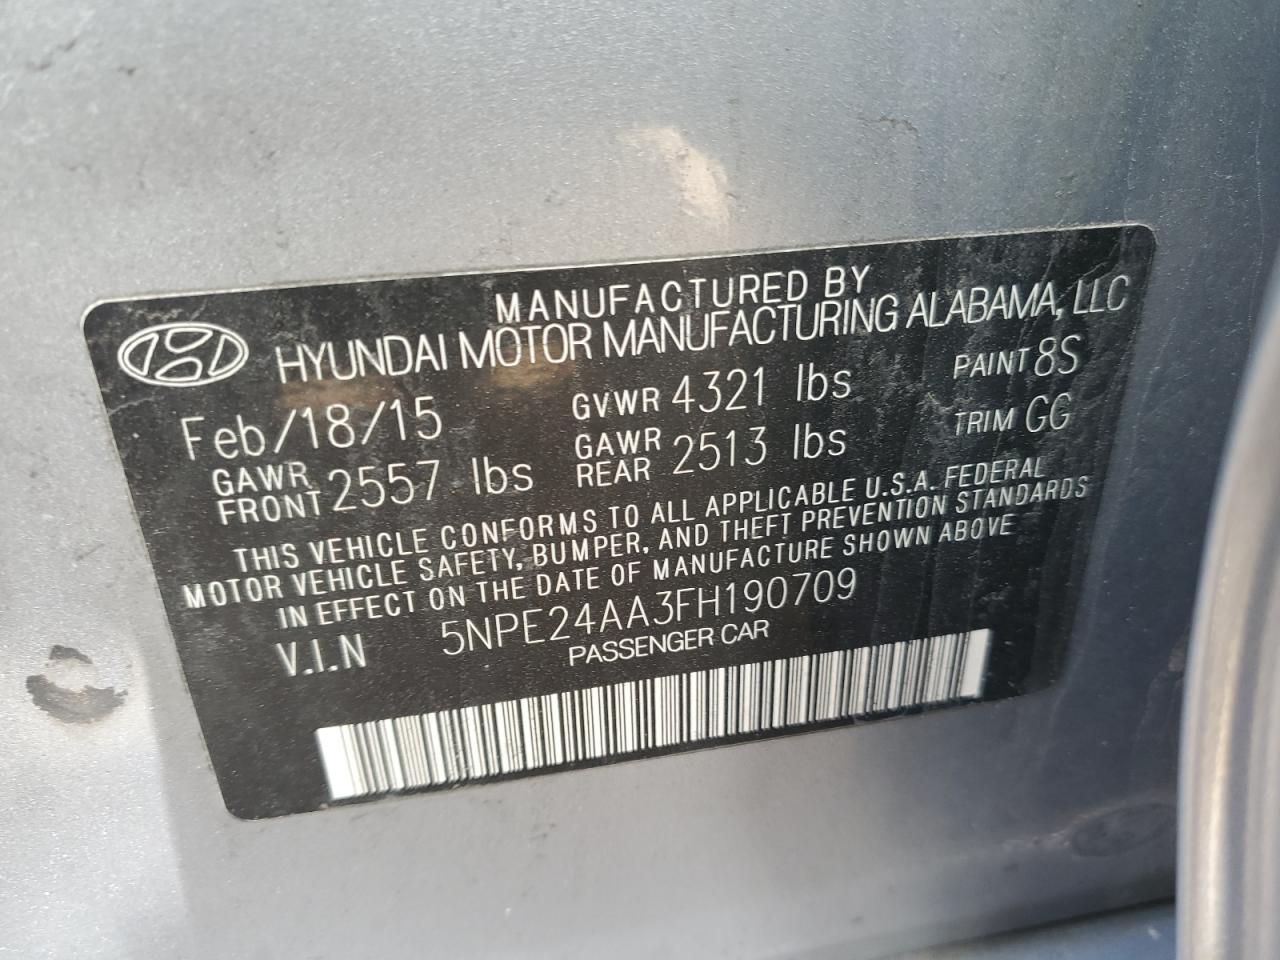 MANUFACTURED BY
HYUNDAI MOTOR MANUFACTURING ALABAMA, LLC
Feb/18/15 GVWR 4321 lbs PAINT 8S
GAWR FRONT 2557 lbs GAWR REAR 2513 lbs TRIM GG
THIS VEHICLE CONFORMS TO ALL APPLICABLE U.S.A. FEDERAL
MOTOR VEHICLE SAFETY, BUMPER, AND THEFT PREVENTION STANDARDS
IN EFFECT ON THE DATE OF MANUFACTURE SHOWN ABOVE
V.I.N 5NPE24AA3FH190709
PASSENGER CAR